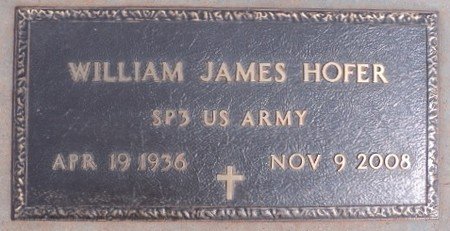 WILLIAM JAMES HOFER
SP3 US ARMY
APR 19 1936 NOV 9 2008